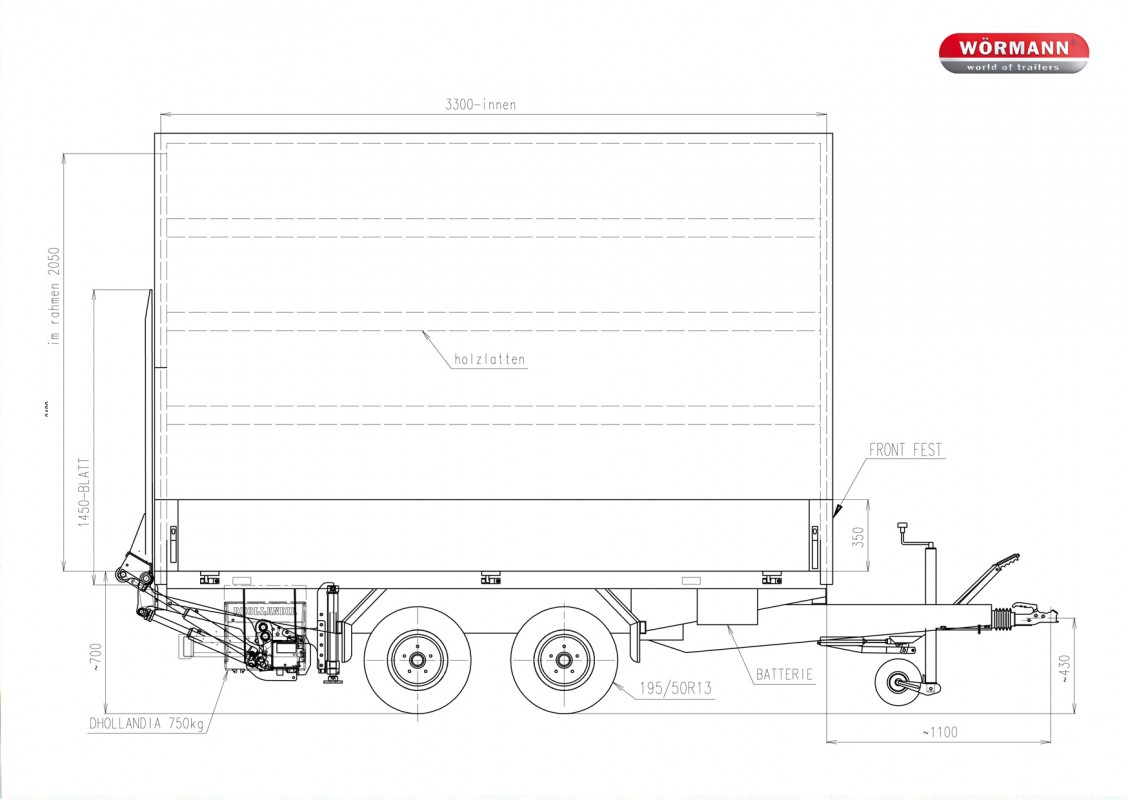 WÖRMANN®
world of trailers
3300-innen
im rahmen 2050
holzlatten
FRONT FEST
1450-BLATT
350
DHOLLANDIA
~700
195/50R13
BATTERIE
~430
DHOLLANDIA 750kg
~1100